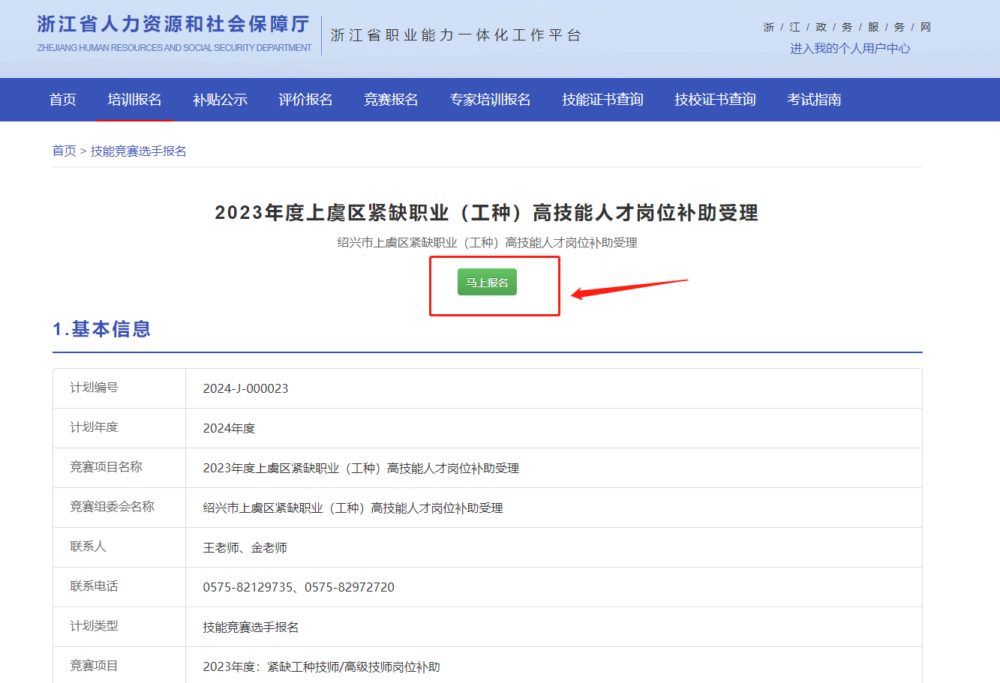 浙江省人力资源和社会保障厅
ZHEJIANG HUMAN RESOURCES AND SOCIAL SECURITY DEPARTMENT
浙江省职业能力一体化工作平台
浙 / 江 / 政 / 务 / 服 / 务 / 网
进入我的个人用户中心
首页 培训报名 补贴公示 评价报名 竞赛报名 专家培训报名 技能证书查询 技校证书查询 考试指南
首页 > 技能竞赛选手报名
2023年度上虞区紧缺职业（工种）高技能人才岗位补助受理
绍兴市上虞区紧缺职业（工种）高技能人才岗位补助受理
马上报名
1.基本信息
计划编号 2024-J-000023
计划年度 2024年度
竞赛项目名称 2023年度上虞区紧缺职业（工种）高技能人才岗位补助受理
竞赛组委会名称 绍兴市上虞区紧缺职业（工种）高技能人才岗位补助受理
联系人 王老师、金老师
联系电话 0575-82129735、0575-82972720
计划类型 技能竞赛选手报名
竞赛项目 2023年度：紧缺工种技师/高级技师岗位补助